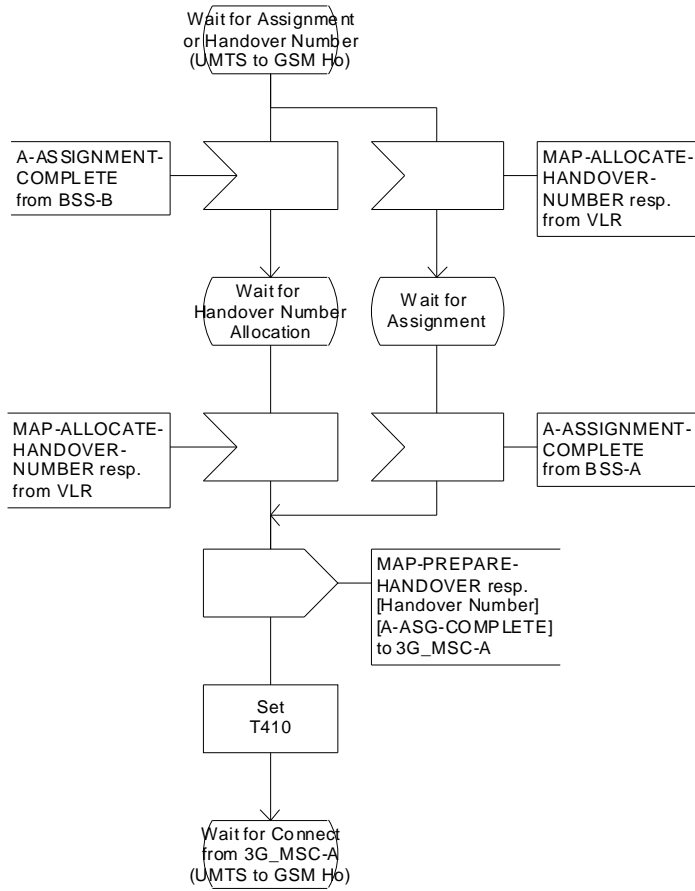 Wait for Assignment
or Handover Number
(UMTS to GSM Ho)
A-ASSIGNMENT-
COMPLETE
from BSS-B
MAP-ALLOCATE-
HANDOVER-
NUMBER resp.
from VLR
Wait for
Handover Number
Allocation
Wait for
Assignment
MAP-ALLOCATE-
HANDOVER-
NUMBER resp.
from VLR
A-ASSIGNMENT-
COMPLETE
from BSS-A
MAP-PREPARE-
HANDOVER resp.
[Handover Number]
[A-ASG-COMPLETE]
to 3G_MSC-A
Set
T410
Wait for Connect
from 3G_MSC-A
(UMTS to GSM Ho)